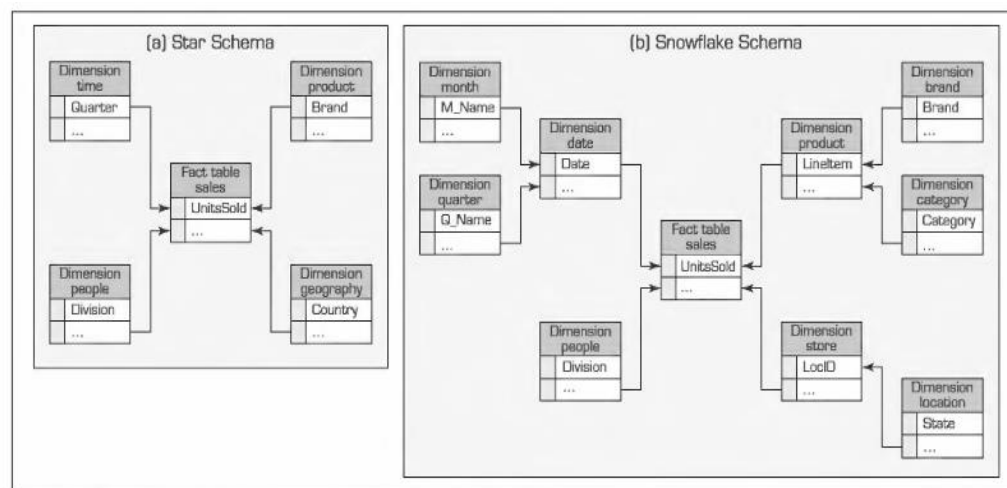 (a) Star Schema
Dimension
time
Quarter
...
Dimension
product
Brand
...
Fact table
sales
UnitsSold
...
Dimension
people
Division
...
Dimension
geography
Country
...
(b) Snowflake Schema
Dimension
month
M_Name
...
Dimension
quarter
Q_Name
...
Dimension
date
Date
...
Dimension
product
LineItem
...
Dimension
brand
Brand
...
Dimension
category
Category
...
Fact table
sales
UnitsSold
...
Dimension
people
Division
...
Dimension
store
LocID
...
Dimension
location
State
...